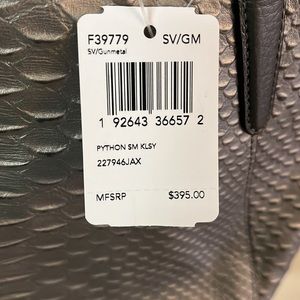 F39779 SV/GM
SV/Gunmetal
1 92643 36657 2
PYTHON SM KLSY
227946JAX
MFSRP $395.00